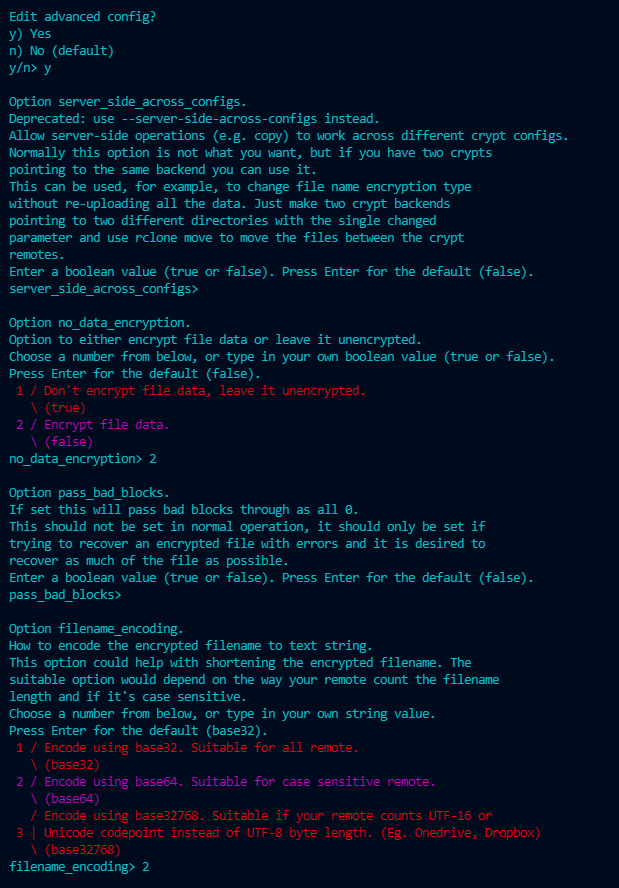 Edit advanced config?
y) Yes
n) No (default)
y/n> y
Option server_side_across_configs.
Deprecated: use --server-side-across-configs instead.
Allow server-side operations (e.g. copy) to work across different crypt configs.
Normally this option is not what you want, but if you have two crypts
pointing to the same backend you can use it.
This can be used, for example, to change file name encryption type
without re-uploading all the data. Just make two crypt backends
pointing to two different directories with the single changed
parameter and use rclone move to move the files between the crypt
remotes.
Enter a boolean value (true or false). Press Enter for the default (false).
server_side_across_configs>
Option no_data_encryption.
Option to either encrypt file data or leave it unencrypted.
Choose a number from below, or type in your own boolean value (true or false).
Press Enter for the default (false).
1 / Don't encrypt file data, leave it unencrypted.
\ (true)
2 / Encrypt file data.
\ (false)
no_data_encryption> 2
Option pass_bad_blocks.
If set this will pass bad blocks through as all 0.
This should not be set in normal operation, it should only be set if
trying to recover an encrypted file with errors and it is desired to
recover as much of the file as possible.
Enter a boolean value (true or false). Press Enter for the default (false).
pass_bad_blocks>
Option filename_encoding.
How to encode the encrypted filename to text string.
This option could help with shortening the encrypted filename. The
suitable option would depend on the way your remote count the filename
length and if it's case sensitive.
Choose a number from below, or type in your own string value.
Press Enter for the default (base32).
1 / Encode using base32. Suitable for all remote.
\ (base32)
2 / Encode using base64. Suitable for case sensitive remote.
\ (base64)
/ Encode using base32768. Suitable if your remote counts UTF-16 or
3 | Unicode codepoint instead of UTF-8 byte length. (Eg. Onedrive, Dropbox)
\ (base32768)
filename_encoding> 2